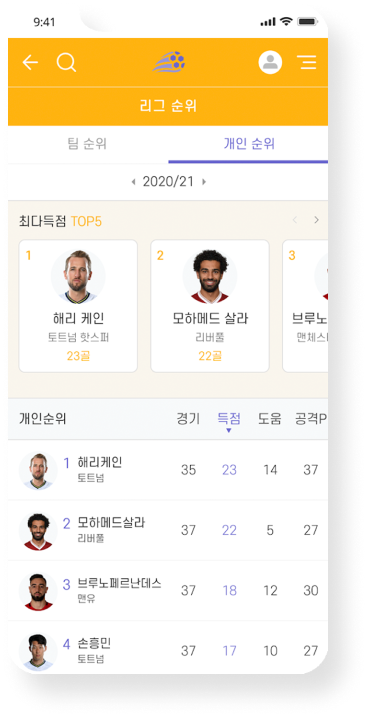 9:41
리그 순위
팀 순위 개인 순위
2020/21
최다득점 TOP5
1
해리 케인
토트넘 핫스퍼
23골
2
모하메드 살라
리버풀
22골
3
브루노
맨체스
개인순위 경기 득점 도움 공격P
1 해리케인 35 23 14 37
토트넘
2 모하메드살라 37 22 5 27
리버풀
3 브루노페르난데스 37 18 12 30
맨유
4 손흥민 37 17 10 27
토트넘